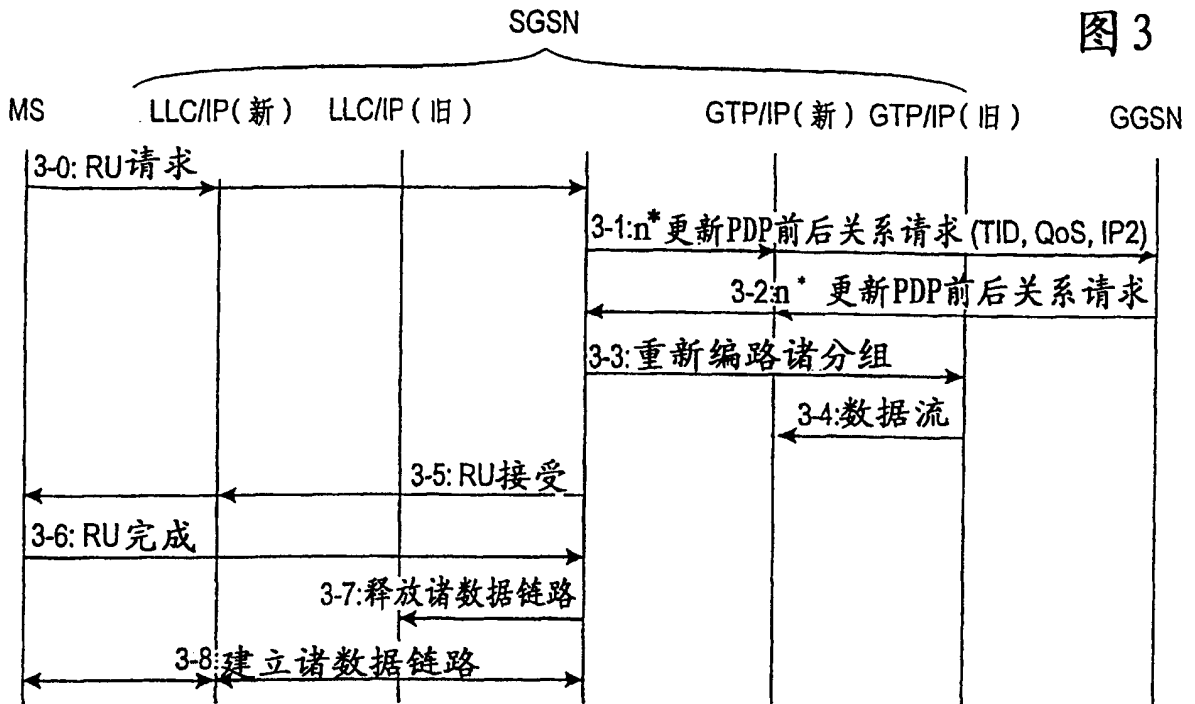 SGSN
图 3
MS LLC/IP(新) LLC/IP(旧) GTP/IP(新) GTP/IP(旧) GGSN
3-0: RU请求
3-1:n*更新PDP前后关系请求(TID, QoS, IP2)
3-2:n* 更新PDP前后关系请求
3-3:重新编路诸分组
3-4:数据流
3-5: RU接受
3-6: RU完成
3-7:释放诸数据链路
3-8:建立诸数据链路